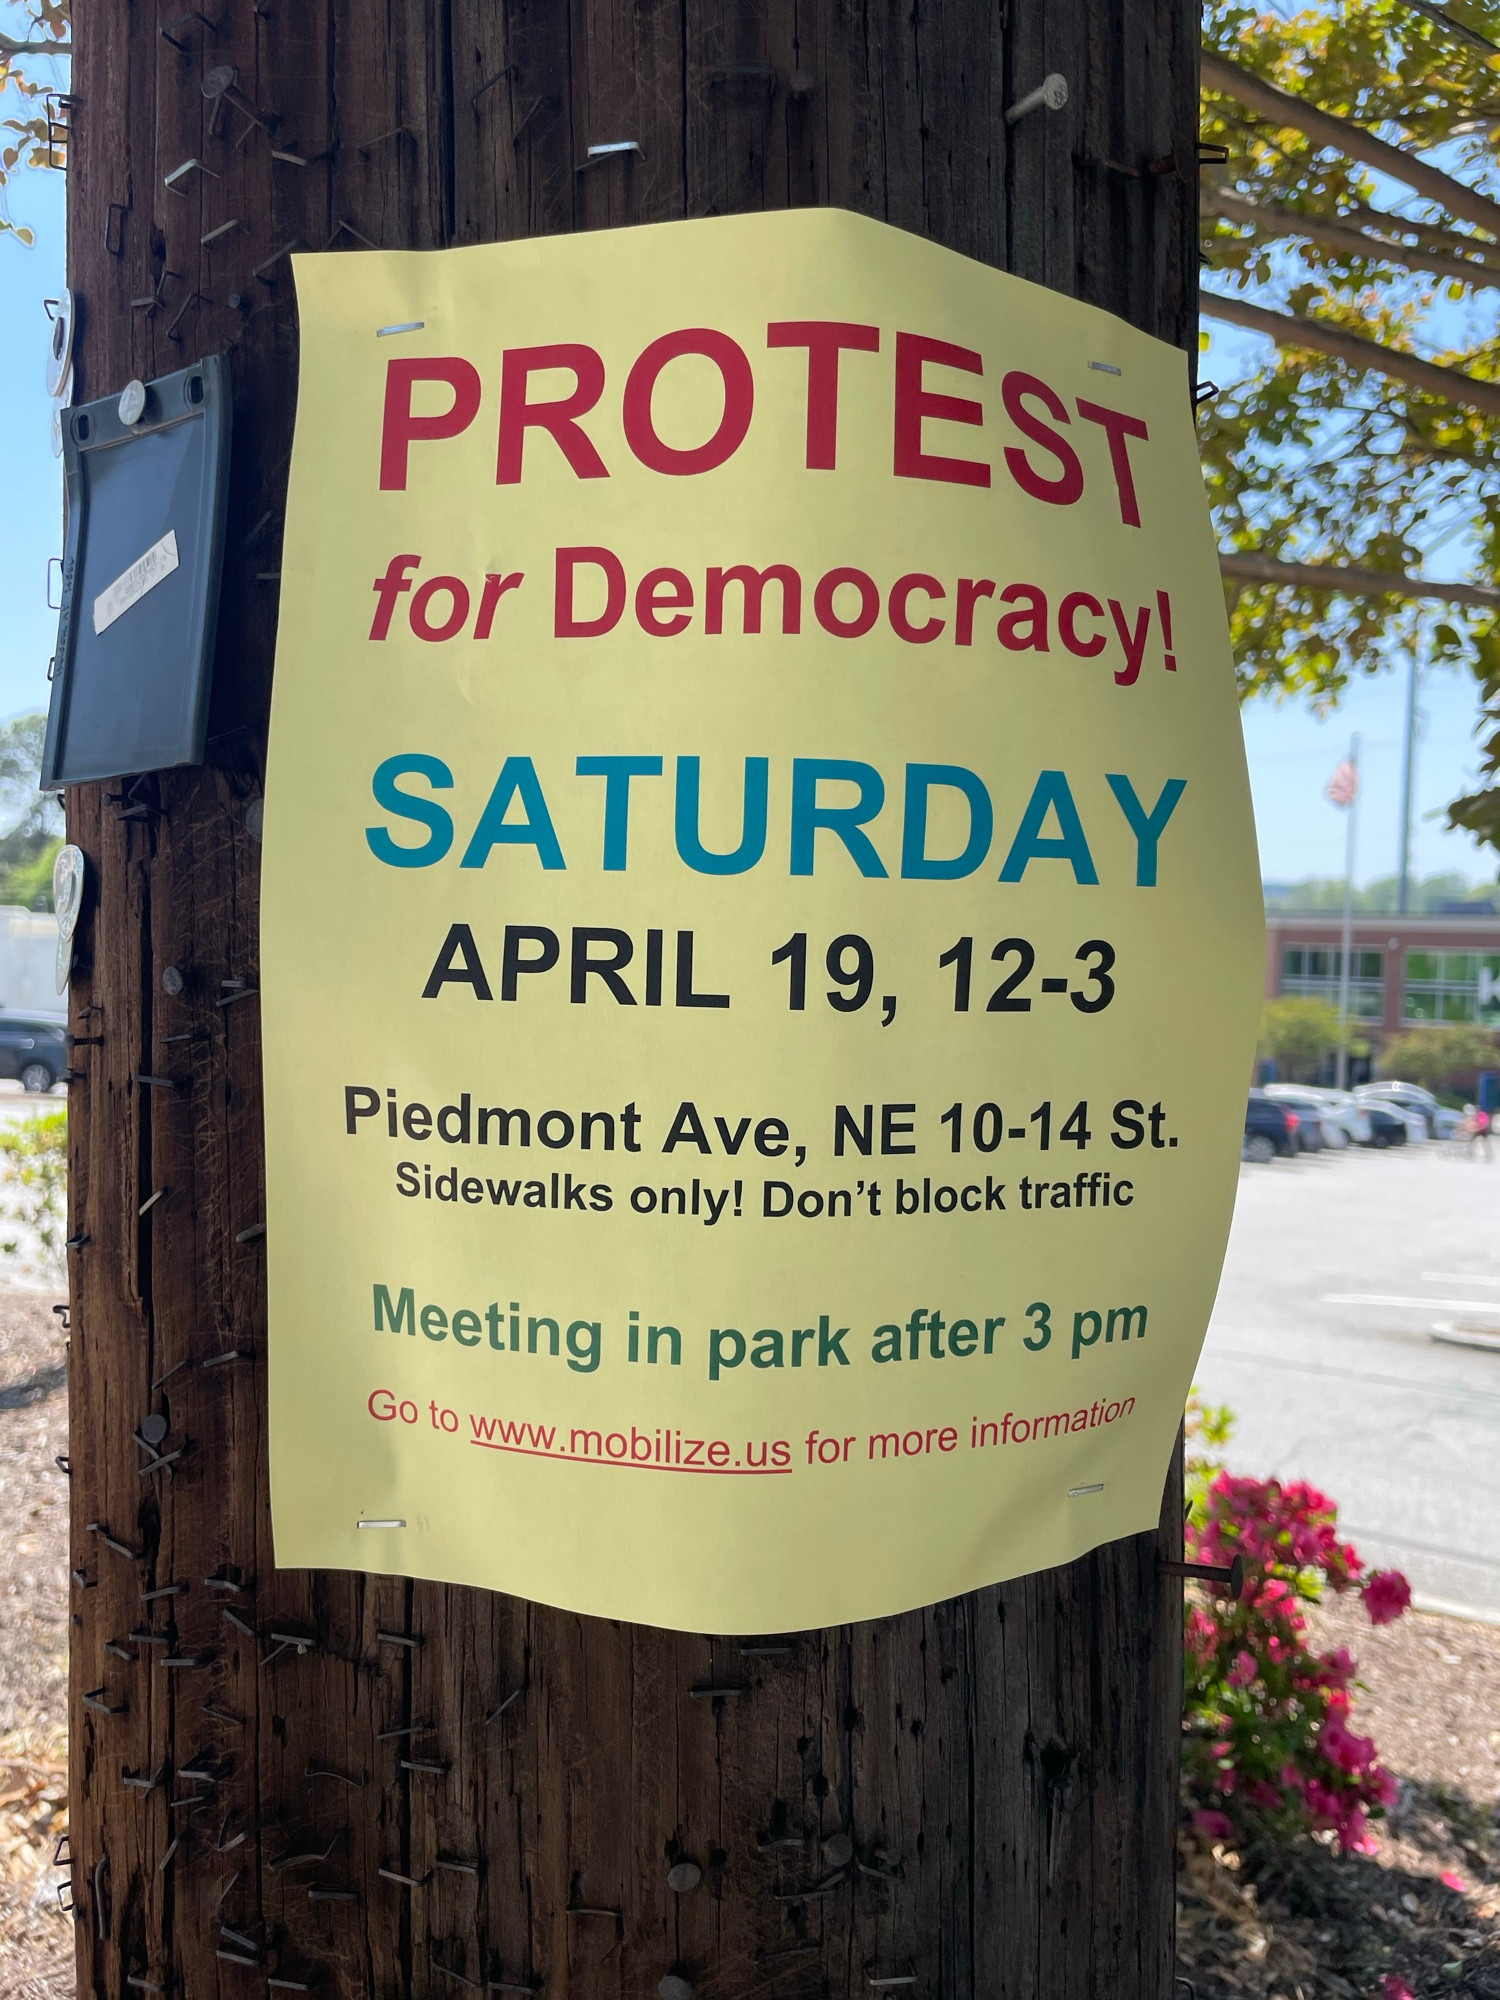 PROTEST
for Democracy!
SATURDAY
APRIL 19, 12-3
Piedmont Ave, NE 10-14 St.
Sidewalks only! Don't block traffic
Meeting in park after 3 pm
Go to www.mobilize.us for more information